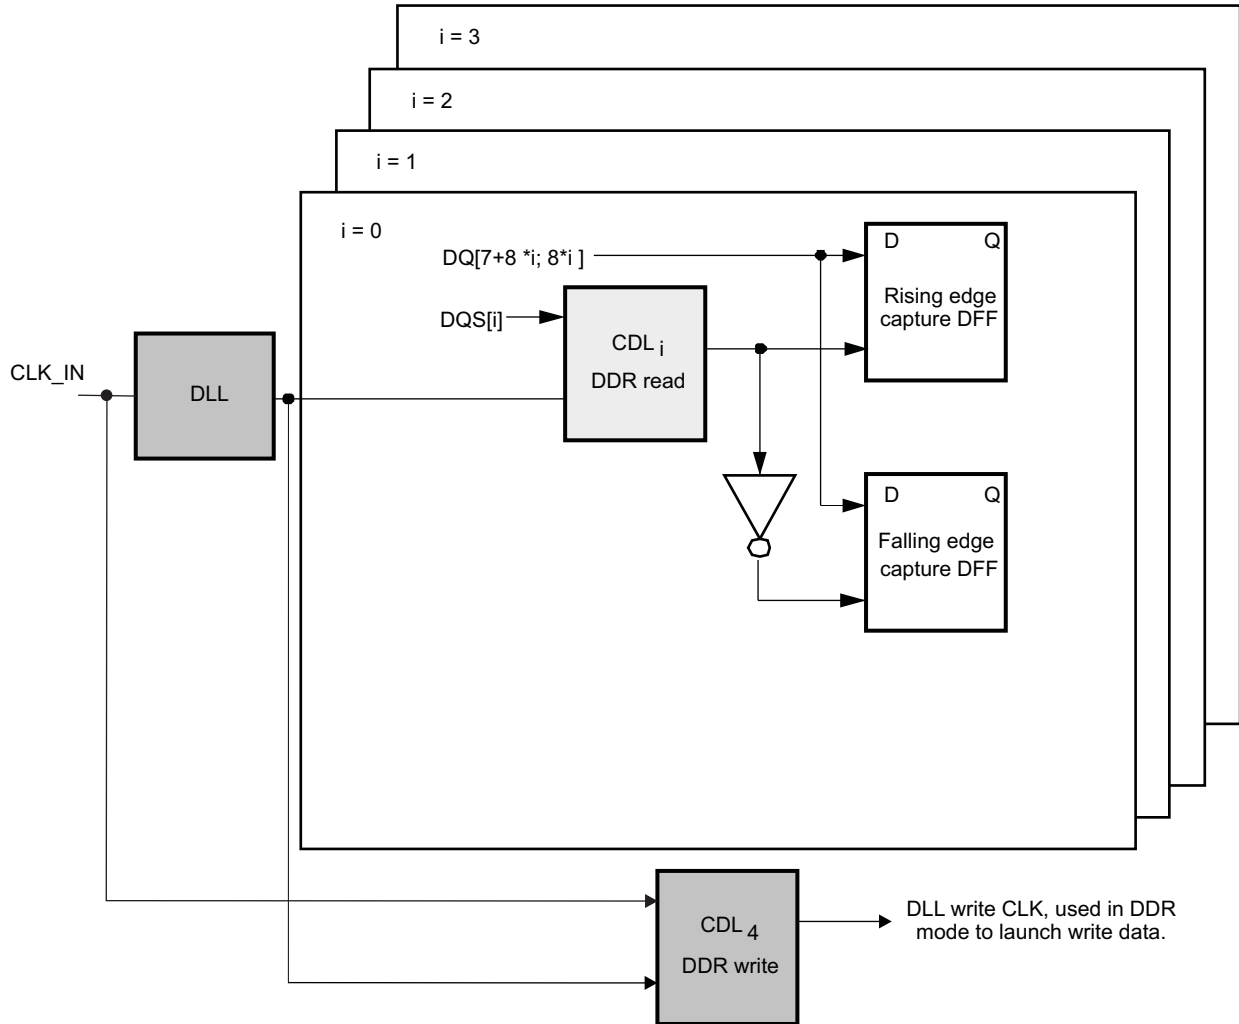 i = 3
i = 2
i = 1
i = 0
DQ[7+8 *i; 8*i ]
DQS[i]
CDL i
DDR read
D Q
Rising edge
capture DFF
CLK_IN
DLL
D Q
Falling edge
capture DFF
CDL 4
DDR write
DLL write CLK, used in DDR
mode to launch write data.